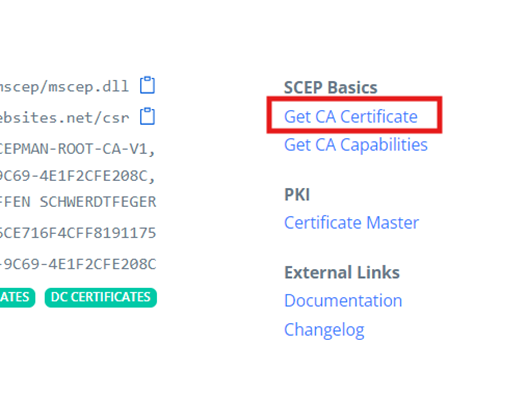 nscep/mscep.dll
ebsites.net/csr
CEPMAN-ROOT-CA-V1,
9C69-4E1F2CFE208C,
FFEN SCHWERDTFEGER
6CE716F4CFF8191175
-9C69-4E1F2CFE208C
ATES DC CERTIFICATES
SCEP Basics
Get CA Certificate
Get CA Capabilities
PKI
Certificate Master
External Links
Documentation
Changelog